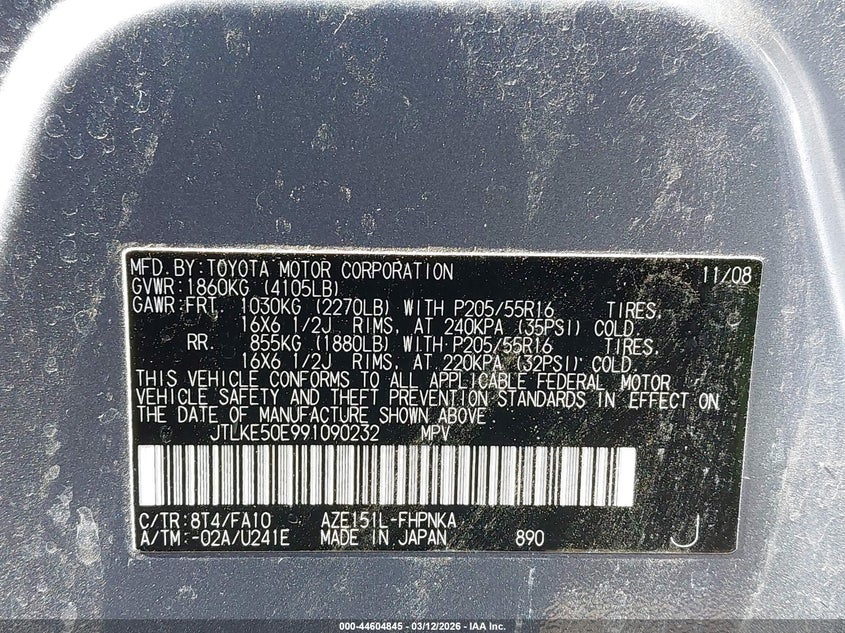 MFD.BY:TOYOTA MOTOR CORPORATION 11/08
GVWR:1860KG (4105LB)
GAWR:FRT. 1030KG (2270LB) WITH P205/55R16 TIRES,
16X6 1/2J RIMS, AT 240KPA (35PSI) COLD.
RR. 855KG (1880LB) WITH P205/55R16 TIRES,
16X6 1/2J RIMS, AT 220KPA (32PSI) COLD.
THIS VEHICLE CONFORMS TO ALL APPLICABLE FEDERAL MOTOR
VEHICLE SAFETY AND THEFT PREVENTION STANDARDS IN EFFECT ON
THE DATE OF MANUFACTURE SHOWN ABOVE.
JTLKE50E991090232 MPV
C/TR:8T4/FA10 AZE151L-FHPNKA
A/TM:-02A/U241E MADE IN JAPAN 890 J
000-44604845 | 03/12/2026 - IAA Inc.